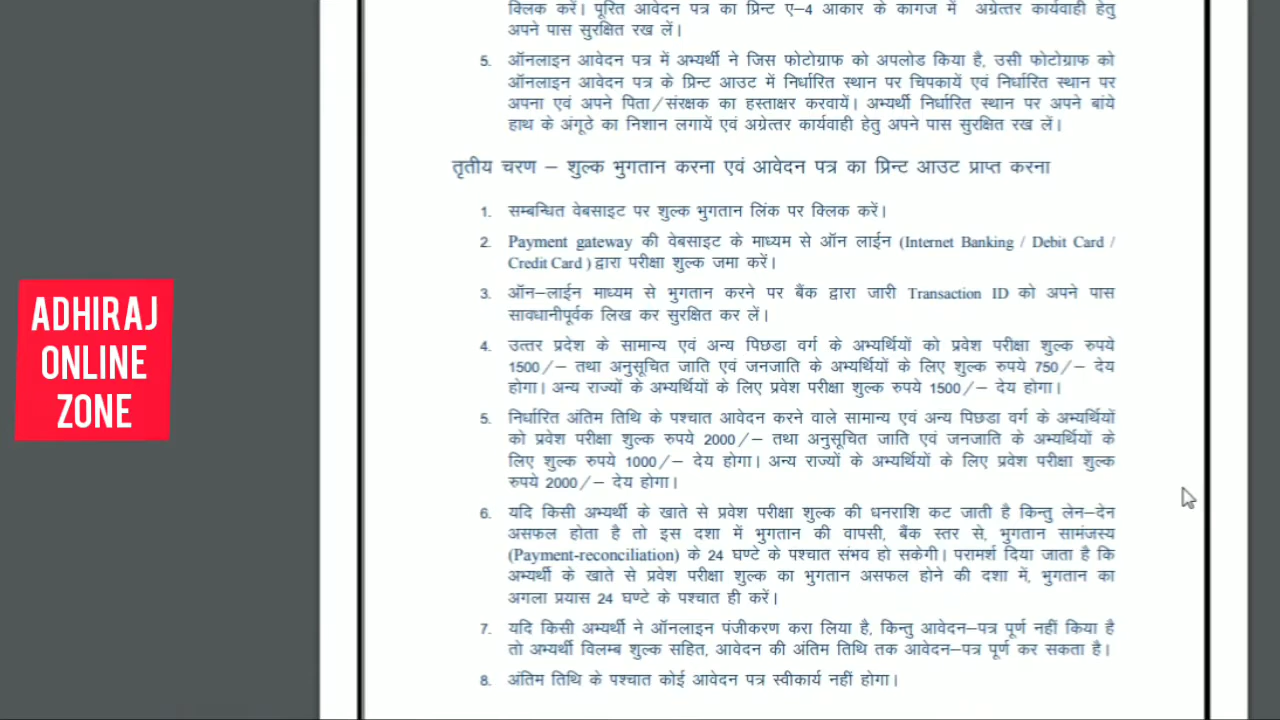 क्लिक करें। पूरित आवेदन पत्र का प्रिन्ट ए–4 आकार के कागज में अग्रेत्तर कार्यवाही हेतु
अपने पास सुरक्षित रख लें।
5. ऑनलाइन आवेदन पत्र में अभ्यर्थी ने जिस फोटोग्राफ को अपलोड किया है, उसी फोटोग्राफ को
ऑनलाइन आवेदन पत्र के प्रिन्ट आउट में निर्धारित स्थान पर चिपकायें एवं निर्धारित स्थान पर
अपना एवं अपने पिता/संरक्षक का हस्ताक्षर करवायें। अभ्यर्थी निर्धारित स्थान पर अपने बांये
हाथ के अंगूठे का निशान लगायें एवं अग्रेत्तर कार्यवाही हेतु अपने पास सुरक्षित रख लें।
तृतीय चरण – शुल्क भुगतान करना एवं आवेदन पत्र का प्रिन्ट आउट प्राप्त करना
1. सम्बन्धित वेबसाइट पर शुल्क भुगतान लिंक पर क्लिक करें।
2. Payment gateway की वेबसाइट के माध्यम से ऑन लाईन (Internet Banking / Debit Card /
Credit Card ) द्वारा परीक्षा शुल्क जमा करें।
3. ऑन–लाईन माध्यम से भुगतान करने पर बैंक द्वारा जारी Transaction ID को अपने पास
सावधानीपूर्वक लिख कर सुरक्षित कर लें।
ADHIRAJ
ONLINE
ZONE
4. उत्तर प्रदेश के सामान्य एवं अन्य पिछडा वर्ग के अभ्यर्थियों को प्रवेश परीक्षा शुल्क रुपये
1500/– तथा अनुसूचित जाति एवं जनजाति के अभ्यर्थियों के लिए शुल्क रुपये 750/– देय
होगा। अन्य राज्यों के अभ्यर्थियों के लिए प्रवेश परीक्षा शुल्क रुपये 1500/– देय होगा।
5. निर्धारित अंतिम तिथि के पश्चात आवेदन करने वाले सामान्य एवं अन्य पिछडा वर्ग के अभ्यर्थियों
को प्रवेश परीक्षा शुल्क रुपये 2000/– तथा अनुसूचित जाति एवं जनजाति के अभ्यर्थियों के
लिए शुल्क रुपये 1000/– देय होगा। अन्य राज्यों के अभ्यर्थियों के लिए प्रवेश परीक्षा शुल्क
रुपये 2000/– देय होगा।
6. यदि किसी अभ्यर्थी के खाते से प्रवेश परीक्षा शुल्क की धनराशि कट जाती है किन्तु लेन–देन
असफल होता है तो इस दशा में भुगतान की वापसी, बैंक स्तर से, भुगतान सामंजस्य
(Payment-reconciliation) के 24 घण्टे के पश्चात संभव हो सकेगी। परामर्श दिया जाता है कि
अभ्यर्थी के खाते से प्रवेश परीक्षा शुल्क का भुगतान असफल होने की दशा में, भुगतान का
अगला प्रयास 24 घण्टे के पश्चात ही करें।
7. यदि किसी अभ्यर्थी ने ऑनलाइन पंजीकरण करा लिया है, किन्तु आवेदन–पत्र पूर्ण नहीं किया है
तो अभ्यर्थी विलम्ब शुल्क सहित, आवेदन की अंतिम तिथि तक आवेदन–पत्र पूर्ण कर सकता है।
8. अंतिम तिथि के पश्चात कोई आवेदन पत्र स्वीकार्य नहीं होगा।